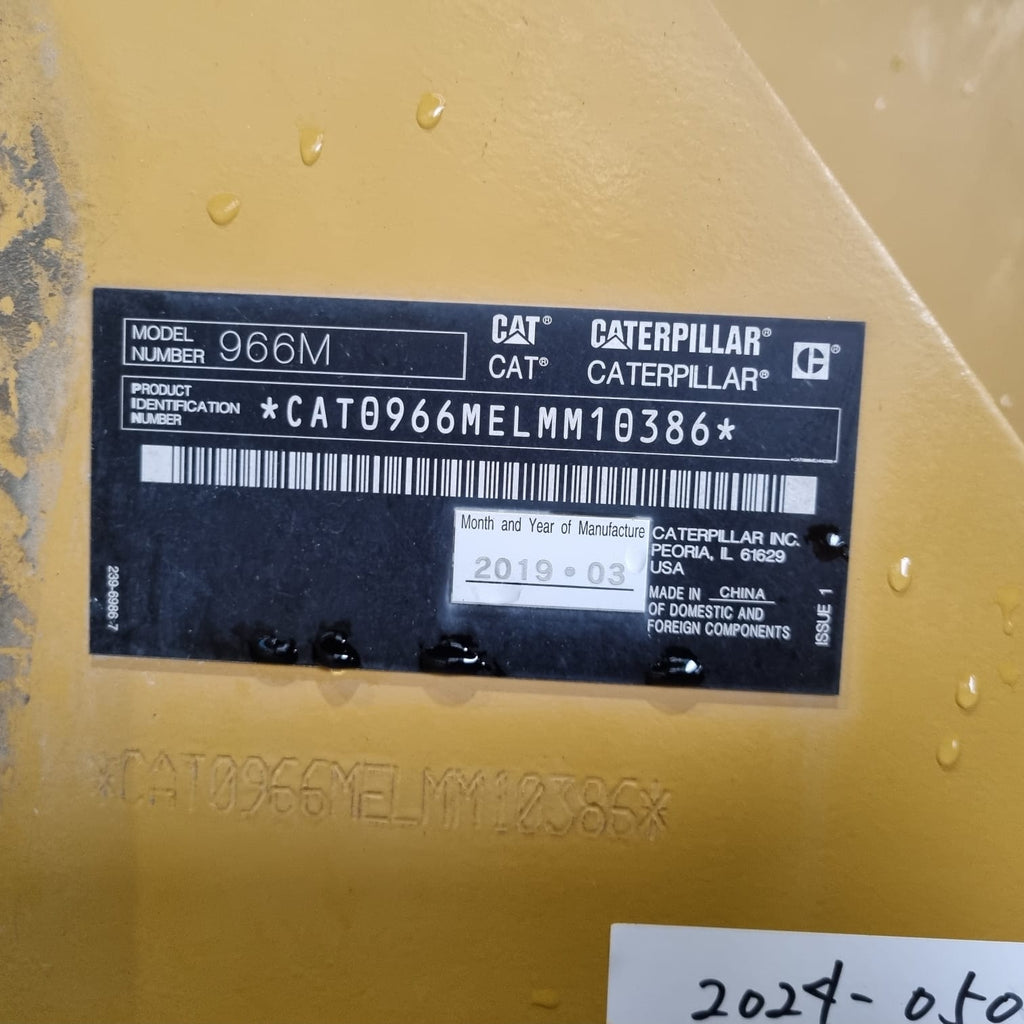 MODEL NUMBER 966M
CAT® CATERPILLAR®
CAT® CATERPILLAR®
PRODUCT
IDENTIFICATION
NUMBER
*CAT0966MELMM10386*
Month and Year of Manufacture
2019 • 03
CATERPILLAR INC.
PEORIA, IL 61629
USA
MADE IN CHINA
OF DOMESTIC AND
FOREIGN COMPONENTS
ISSUE 1
239-6986-7
*CAT0966MELMM10386*
2024-050